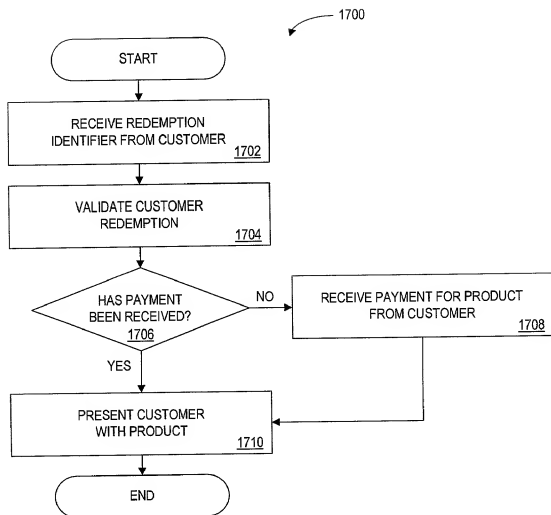 1700
START
RECEIVE REDEMPTION
IDENTIFIER FROM CUSTOMER
1702
VALIDATE CUSTOMER
REDEMPTION
1704
HAS PAYMENT
BEEN RECEIVED?
1706
NO
RECEIVE PAYMENT FOR PRODUCT
FROM CUSTOMER
1708
YES
PRESENT CUSTOMER
WITH PRODUCT
1710
END